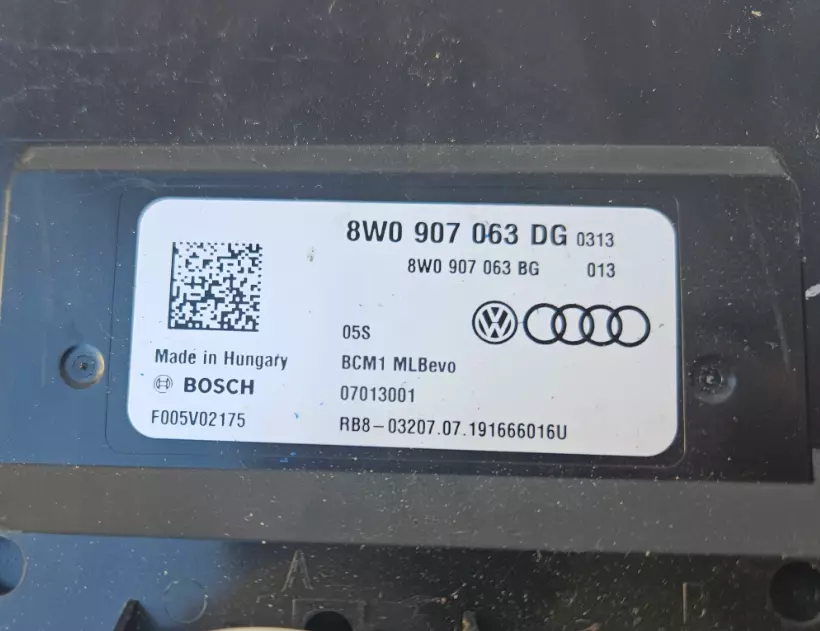 8W0 907 063 DG 0313
8W0 907 063 BG 013
05S
Made in Hungary
BCM1 MLBevo
BOSCH
07013001
F005V02175
RB8-03207.07.191666016U
A